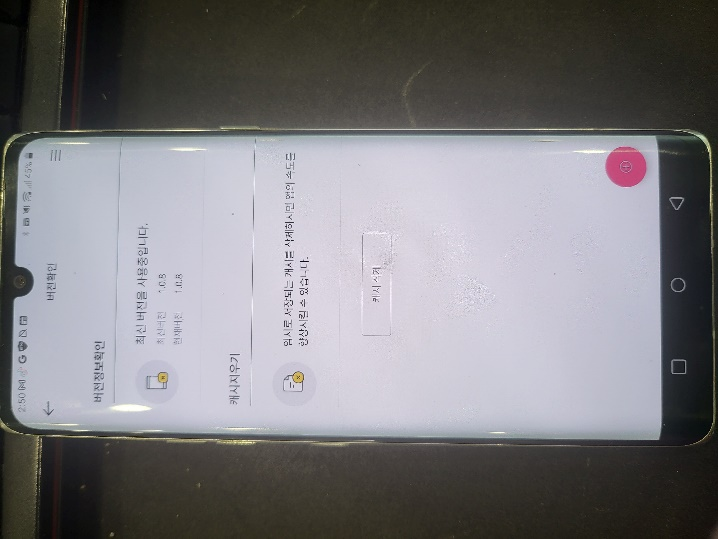 2:50
45%
버전확인
버전정보확인
최신 버전을 사용중입니다.
최신버전 1.0.8
현재버전 1.0.8
캐시지우기
임시로 저장되는 캐시를 삭제하시면 앱의 속도를
향상시킬 수 있습니다.
캐시 삭제